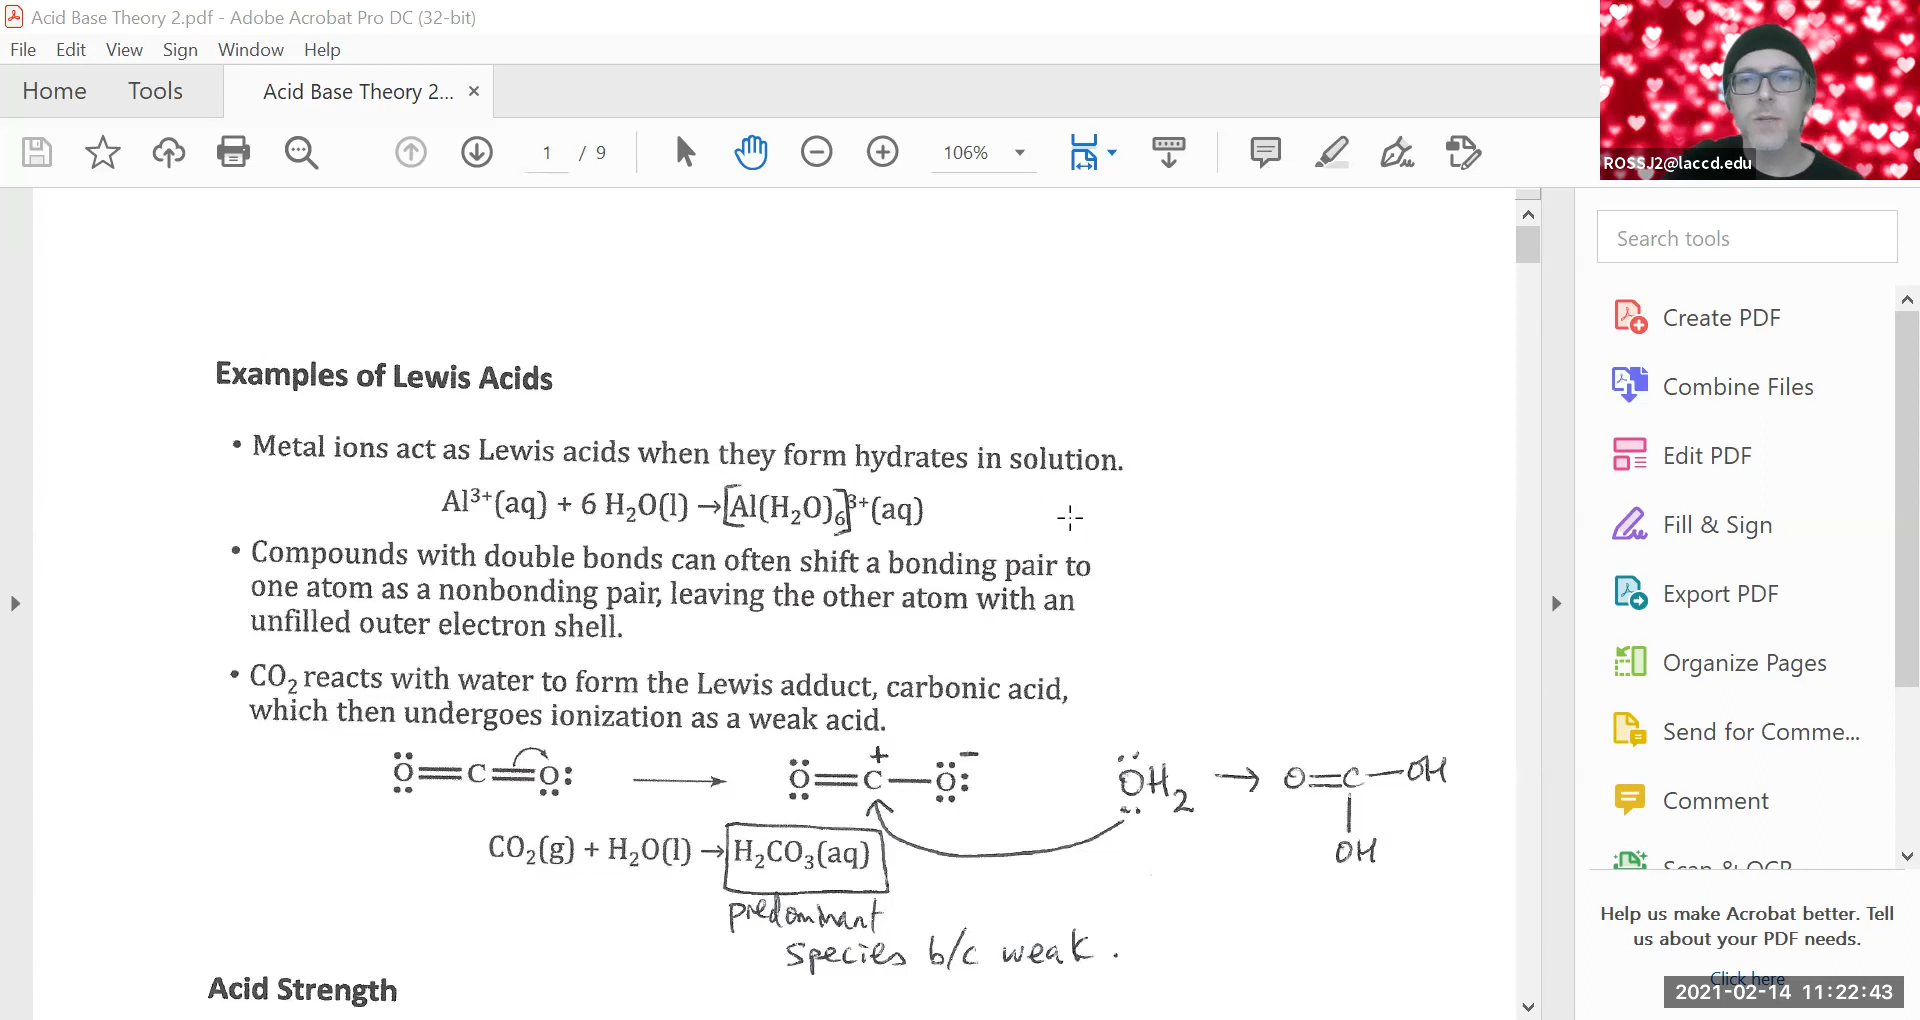 Acid Base Theory 2.pdf - Adobe Acrobat Pro DC (32-bit)
File Edit View Sign Window Help
Home Tools Acid Base Theory 2... ×
1 / 9 106%
ROSSJ2@laccd.edu
Examples of Lewis Acids
• Metal ions act as Lewis acids when they form hydrates in solution.
Al³⁺(aq) + 6 H₂O(l) → [Al(H₂O)₆]³⁺(aq)
• Compounds with double bonds can often shift a bonding pair to
one atom as a nonbonding pair, leaving the other atom with an
unfilled outer electron shell.
• CO₂ reacts with water to form the Lewis adduct, carbonic acid,
which then undergoes ionization as a weak acid.
O=C=O: → O=C⁺—O:⁻ OH₂ → O=C—OH
OH
CO₂(g) + H₂O(l) → H₂CO₃(aq)
predominant
species b/c weak.
Acid Strength
Search tools
Create PDF
Combine Files
Edit PDF
Fill & Sign
Export PDF
Organize Pages
Send for Comme...
Comment
Scan & OCR
Help us make Acrobat better. Tell
us about your PDF needs.
Click here
2021-02-14 11:22:43